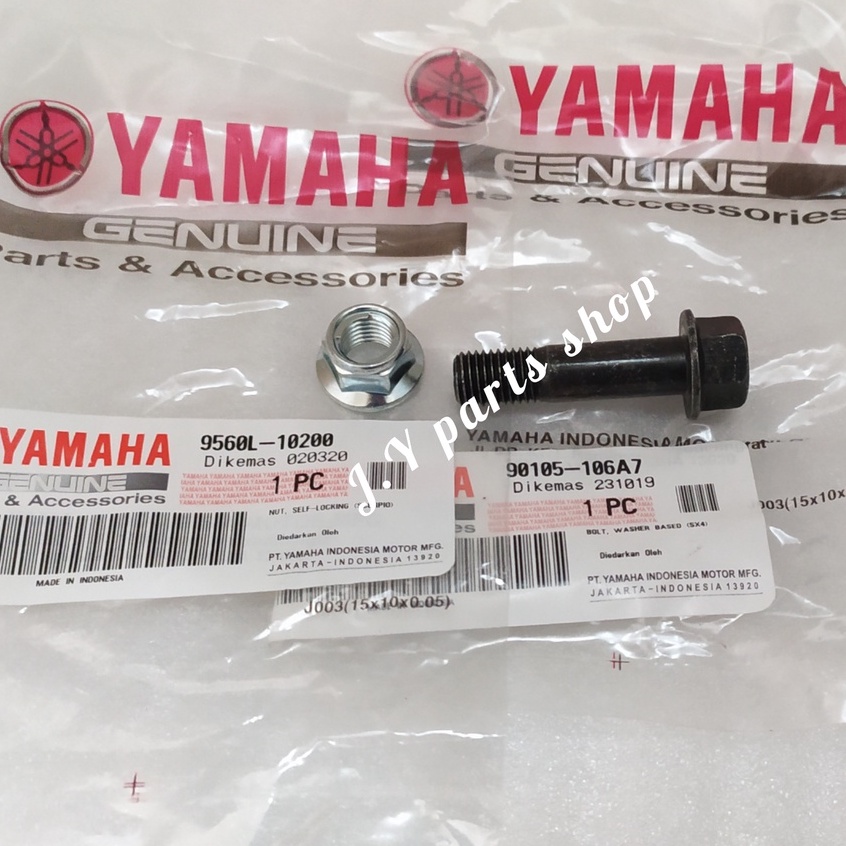 YAMAHA
GENUINE
Parts & Accessories
YAMAHA
GENUINE
Parts & Accessories
J.Y parts shop
YAMAHA
GENUINE
& Accessories
9560L-10200
Dikemas 020320
1 PC
NUT, SELF-LOCKING
Diedarkan Oleh
PT. YAMAHA INDONESIA MOTOR MFG.
JAKARTA-INDONESIA 13920
MADE IN INDONESIA
YAMAHA INDONESIA
90105-106A7
Dikemas 231019
1 PC
BOLT, WASHER BASED (5X4)
Diedarkan Oleh
PT. YAMAHA INDONESIA MOTOR MFG.
JAKARTA-INDONESIA 13920
J003(15x10x0.05)